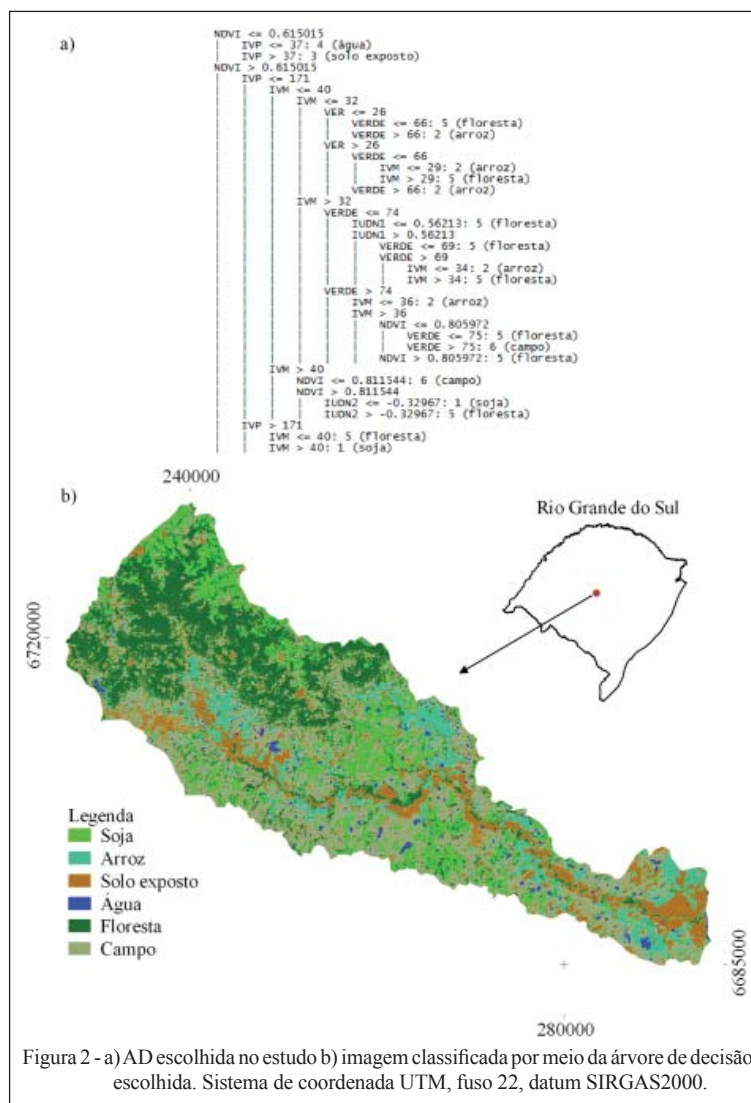 a)
NDVI <= 0.615015
|   IVP <= 37: 4 (água)
|   IVP > 37: 3 (solo exposto)
NDVI > 0.615015
|   IVP <= 171
|   |   IVM <= 40
|   |   |   IVM <= 32
|   |   |   |   VER <= 26
|   |   |   |   |   VERDE <= 66: 5 (floresta)
|   |   |   |   |   VERDE > 66: 2 (arroz)
|   |   |   |   VER > 26
|   |   |   |   |   VERDE <= 66
|   |   |   |   |   |   IVM <= 29: 2 (arroz)
|   |   |   |   |   |   IVM > 29: 5 (floresta)
|   |   |   |   |   VERDE > 66: 2 (arroz)
|   |   |   IVM > 32
|   |   |   |   VERDE <= 74
|   |   |   |   |   IUDN1 <= 0.56213: 5 (floresta)
|   |   |   |   |   IUDN1 > 0.56213
|   |   |   |   |   |   VERDE <= 69: 5 (floresta)
|   |   |   |   |   |   VERDE > 69
|   |   |   |   |   |   |   IVM <= 34: 2 (arroz)
|   |   |   |   |   |   |   IVM > 34: 5 (floresta)
|   |   |   |   VERDE > 74
|   |   |   |   |   IVM <= 36: 2 (arroz)
|   |   |   |   |   IVM > 36
|   |   |   |   |   |   NDVI <= 0.805972
|   |   |   |   |   |   |   VERDE <= 75: 5 (floresta)
|   |   |   |   |   |   |   VERDE > 75: 6 (campo)
|   |   |   |   |   |   NDVI > 0.805972: 5 (floresta)
|   |   IVM > 40
|   |   |   NDVI <= 0.811544: 6 (campo)
|   |   |   NDVI > 0.811544
|   |   |   |   IUDN2 <= -0.32967: 1 (soja)
|   |   |   |   IUDN2 > -0.32967: 5 (floresta)
|   IVP > 171
|   |   IVM <= 40: 5 (floresta)
|   |   IVM > 40: 1 (soja)
240000
b)
Rio Grande do Sul
6720000
Legenda
Soja
Arroz
Solo exposto
Água
Floresta
Campo
6685000
280000
Figura 2 - a) AD escolhida no estudo b) imagem classificada por meio da árvore de decisão
escolhida. Sistema de coordenada UTM, fuso 22, datum SIRGAS2000.